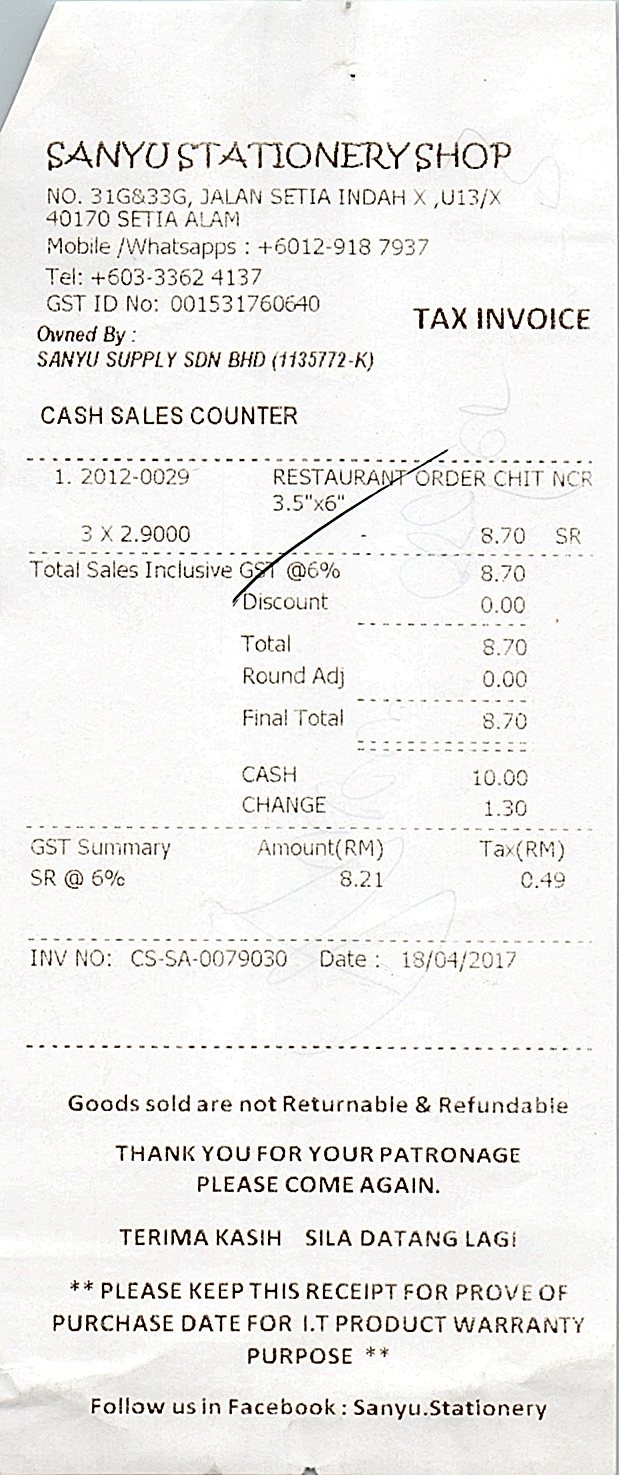 SANYU STATIONERY SHOP
NO. 31G&33G, JALAN SETIA INDAH X ,U13/X
40170 SETIA ALAM
Mobile /Whatsapps : +6012-918 7937
Tel: +603-3362 4137
GST ID No: 001531760640
TAX INVOICE
Owned By :
SANYU SUPPLY SDN BHD (1135772-K)
CASH SALES COUNTER
1. 2012-0029 RESTAURANT ORDER CHIT NCR
3.5"x6"
3 X 2.9000 - 8.70 SR
Total Sales Inclusive GST @6% 8.70
Discount 0.00
Total 8.70
Round Adj 0.00
Final Total 8.70
CASH 10.00
CHANGE 1.30
GST Summary Amount(RM) Tax(RM)
SR @ 6% 8.21 0.49
INV NO: CS-SA-0079030 Date : 18/04/2017
Goods sold are not Returnable & Refundable
THANK YOU FOR YOUR PATRONAGE
PLEASE COME AGAIN.
TERIMA KASIH SILA DATANG LAGI
** PLEASE KEEP THIS RECEIPT FOR PROVE OF
PURCHASE DATE FOR I.T PRODUCT WARRANTY
PURPOSE **
Follow us in Facebook : Sanyu.Stationery